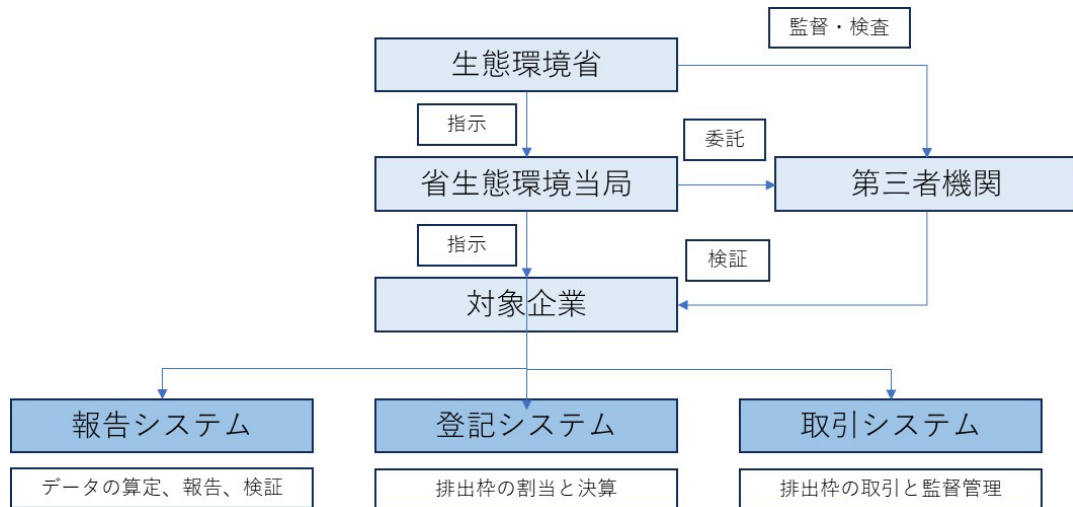 監督・検査
生態環境省
指示
委託
省生態環境当局
第三者機関
指示
検証
対象企業
報告システム
登記システム
取引システム
データの算定、報告、検証
排出枠の割当と決算
排出枠の取引と監督管理